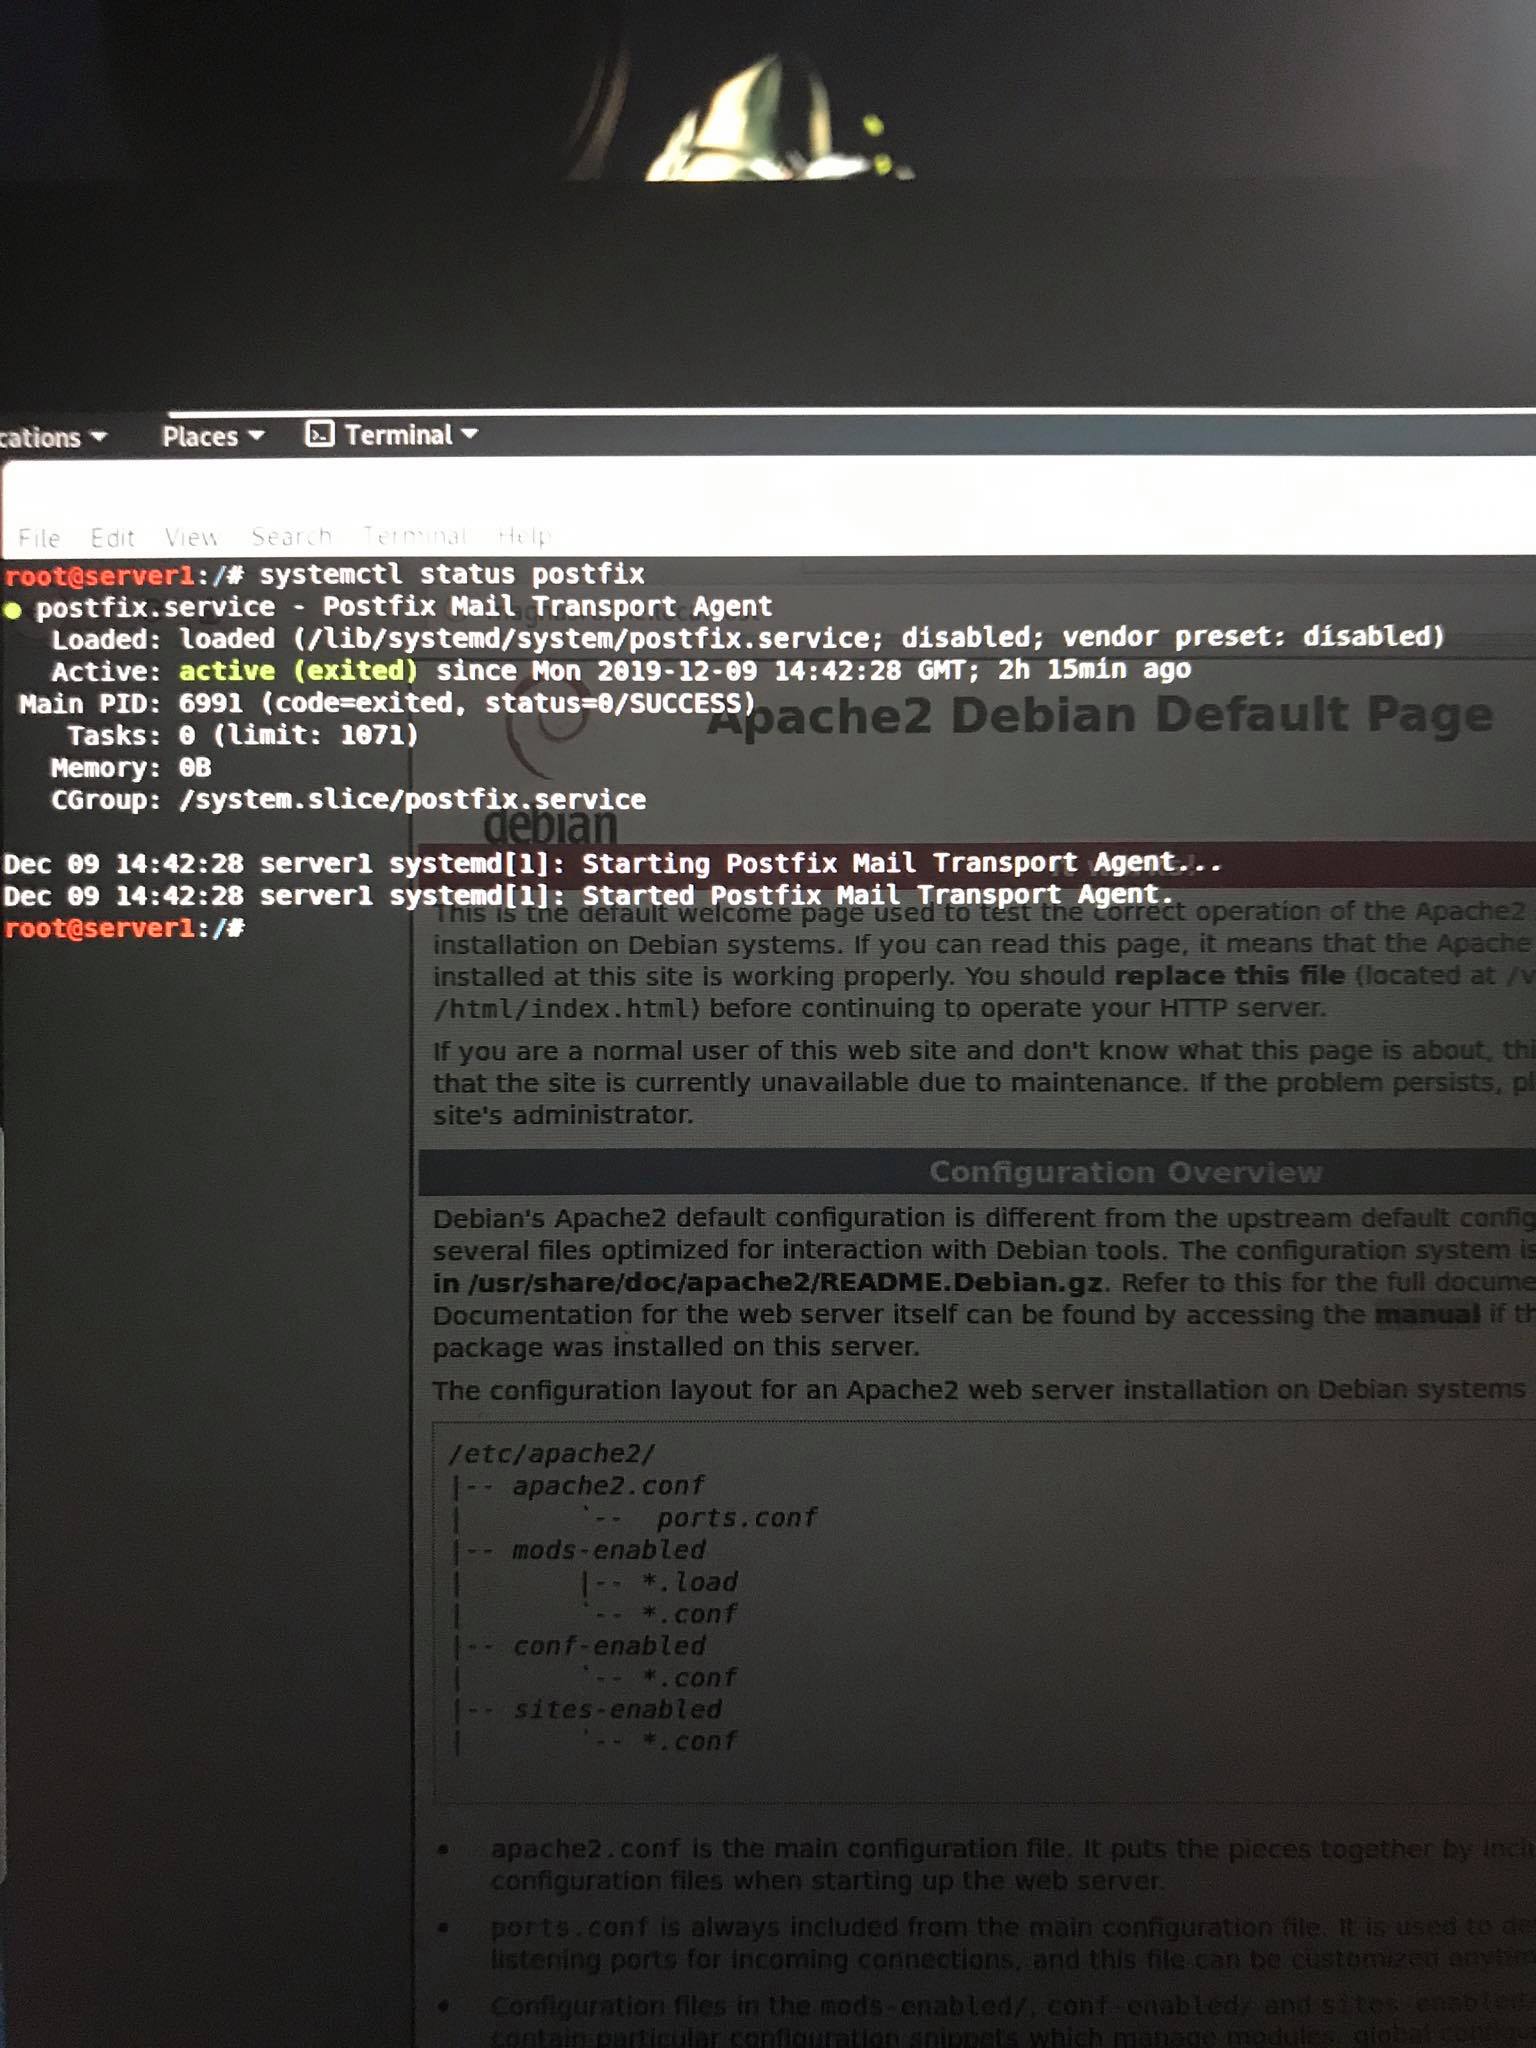 cations Places Terminal
File Edit View Search Terminal Help
root@server1:/# systemctl status postfix
● postfix.service - Postfix Mail Transport Agent
Loaded: loaded (/lib/systemd/system/postfix.service; disabled; vendor preset: disabled)
Active: active (exited) since Mon 2019-12-09 14:42:28 GMT; 2h 15min ago
Main PID: 6991 (code=exited, status=0/SUCCESS)
Tasks: 0 (limit: 1071)
Memory: 0B
CGroup: /system.slice/postfix.service
Dec 09 14:42:28 server1 systemd[1]: Starting Postfix Mail Transport Agent...
Dec 09 14:42:28 server1 systemd[1]: Started Postfix Mail Transport Agent.
root@server1:/#
Apache2 Debian Default Page
debian
This is the default welcome page used to test the correct operation of the Apache2
installation on Debian systems. If you can read this page, it means that the Apache
installed at this site is working properly. You should replace this file (located at /v
/html/index.html) before continuing to operate your HTTP server.
If you are a normal user of this web site and don't know what this page is about, thi
that the site is currently unavailable due to maintenance. If the problem persists, pl
site's administrator.
Configuration Overview
Debian's Apache2 default configuration is different from the upstream default config
several files optimized for interaction with Debian tools. The configuration system is
in /usr/share/doc/apache2/README.Debian.gz. Refer to this for the full docume
Documentation for the web server itself can be found by accessing the manual if th
package was installed on this server.
The configuration layout for an Apache2 web server installation on Debian systems
/etc/apache2/
|-- apache2.conf
|       `--  ports.conf
|-- mods-enabled
|       |-- *.load
|       `-- *.conf
|-- conf-enabled
|       `-- *.conf
|-- sites-enabled
|       `-- *.conf
• apache2.conf is the main configuration file. It puts the pieces together by incl
configuration files when starting up the web server.
• ports.conf is always included from the main configuration file. It is used to
listening ports for incoming connections, and this file can be customized
• Configuration files in the mods-enabled/, conf-enabled/ and sites-enabled
contain particular configuration snippets which manage modules, global